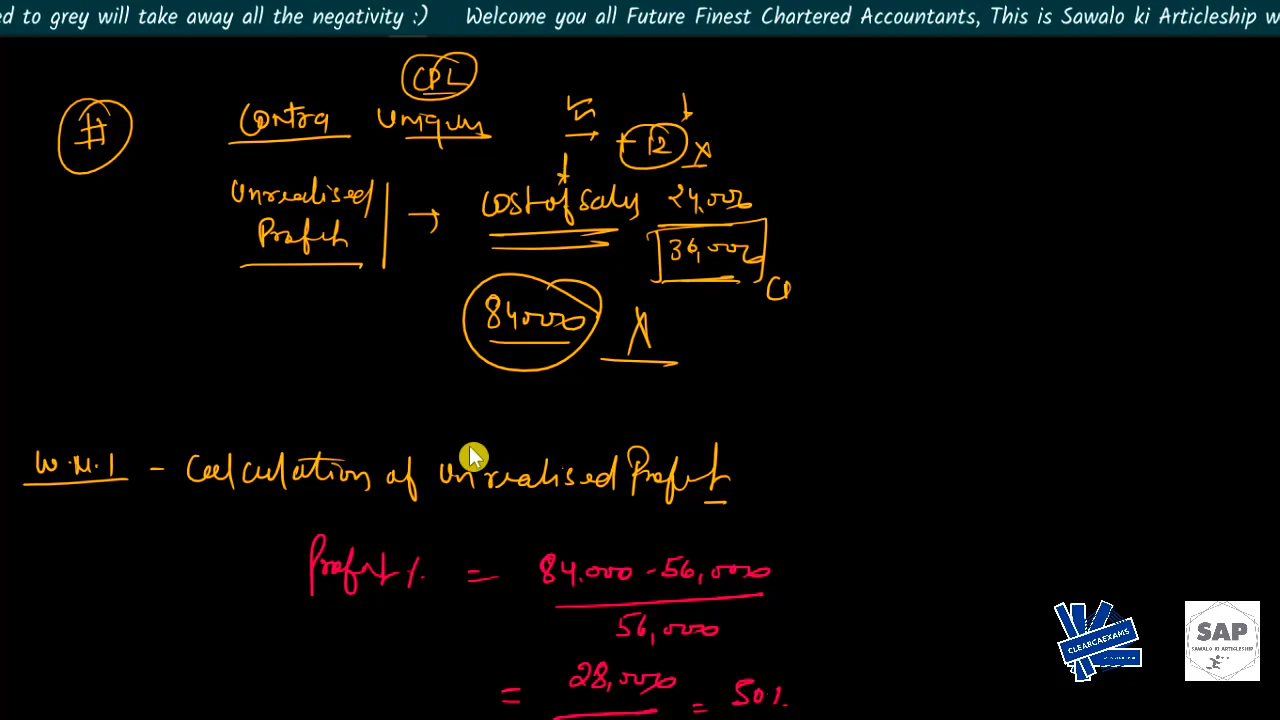 ed to grey will take away all the negativity :) Welcome you all Future Finest Chartered Accountants, This is Sawalo ki Articleship w
CPL
#
Contra Unique
+ 12 X
Unrealised
Profit → Cost of Sales 24,000
36,000
84000 X
W.N.1 - Calculation of Unrealised Profit
Profit % = 84,000 - 56,000
56,000
= 28,000 = 50%
CLEARCAEXAMS
SAP
SAWALO KI ARTICLESHIP